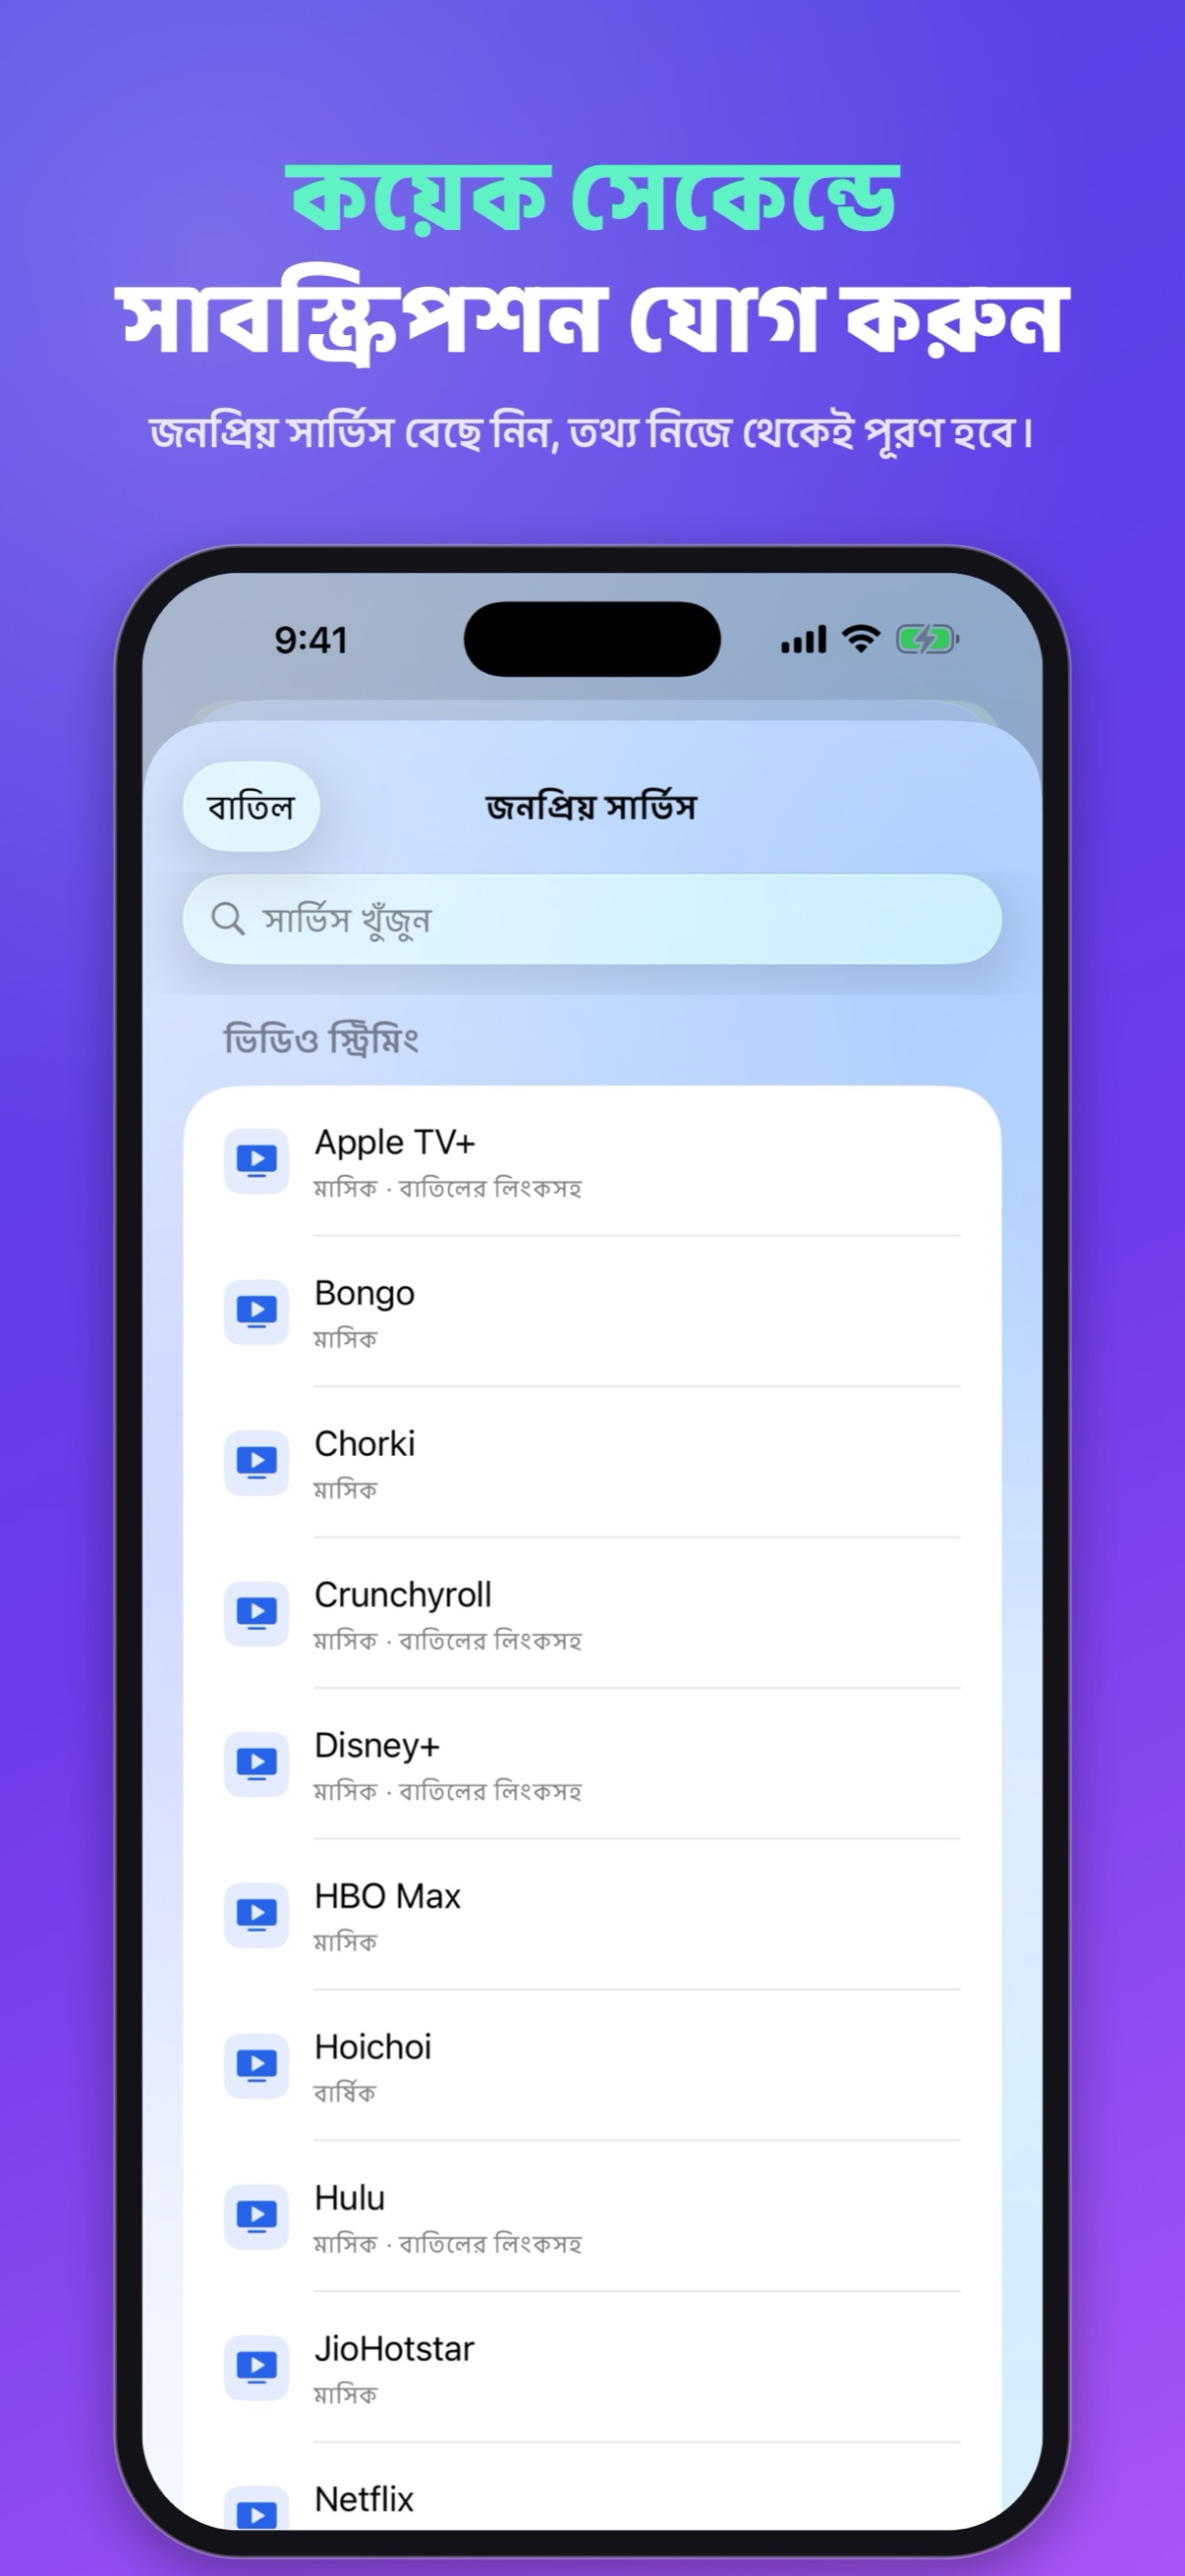 কয়েক সেকেন্ডে
সাবস্ক্রিপশন যোগ করুন
জনপ্রিয় সার্ভিস বেছে নিন, তথ্য নিজে থেকেই পূরণ হবে।
9:41
বাতিল
জনপ্রিয় সার্ভিস
সার্ভিস খুঁজুন
ভিডিও স্ট্রিমিং
Apple TV+
মাসিক · বাতিলের লিংকসহ
Bongo
মাসিক
Chorki
মাসিক
Crunchyroll
মাসিক · বাতিলের লিংকসহ
Disney+
মাসিক · বাতিলের লিংকসহ
HBO Max
মাসিক
Hoichoi
বার্ষিক
Hulu
মাসিক · বাতিলের লিংকসহ
JioHotstar
মাসিক
Netflix